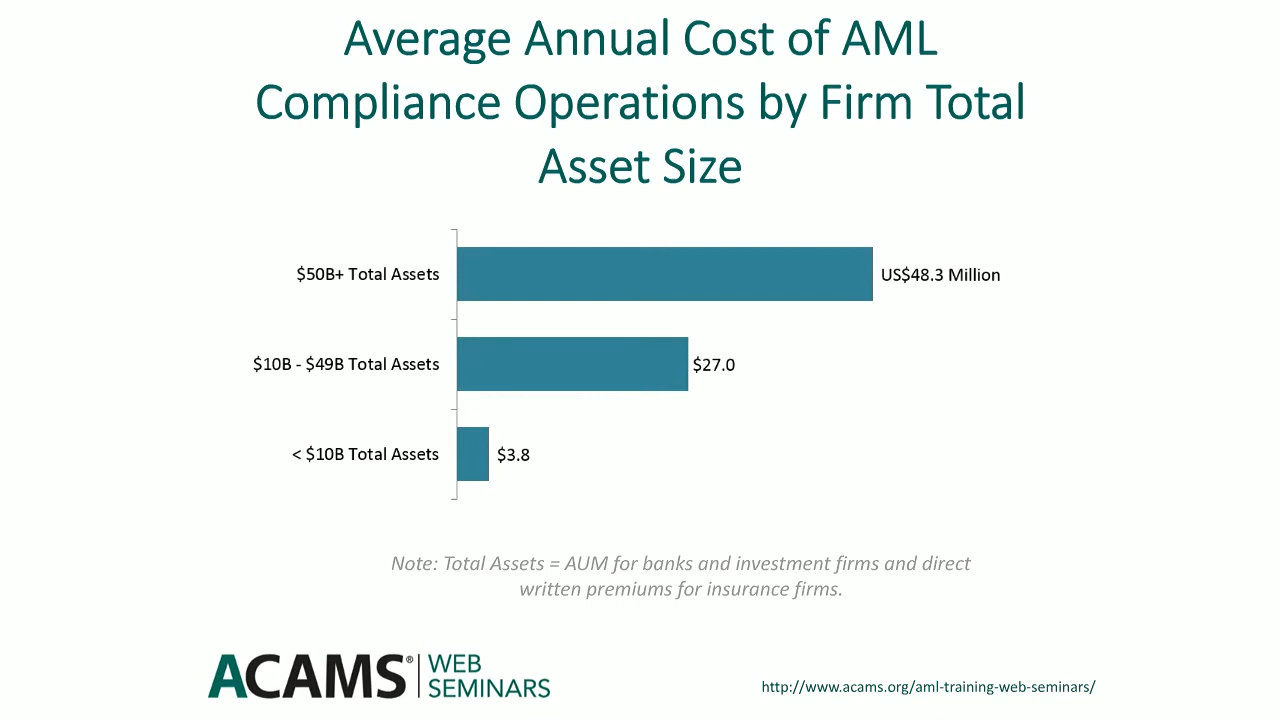 Average Annual Cost of AML
Compliance Operations by Firm Total
Asset Size
$50B+ Total Assets
US$48.3 Million
$10B - $49B Total Assets
$27.0
< $10B Total Assets
$3.8
Note: Total Assets = AUM for banks and investment firms and direct
written premiums for insurance firms.
ACAMS® WEB
SEMINARS
http://www.acams.org/aml-training-web-seminars/